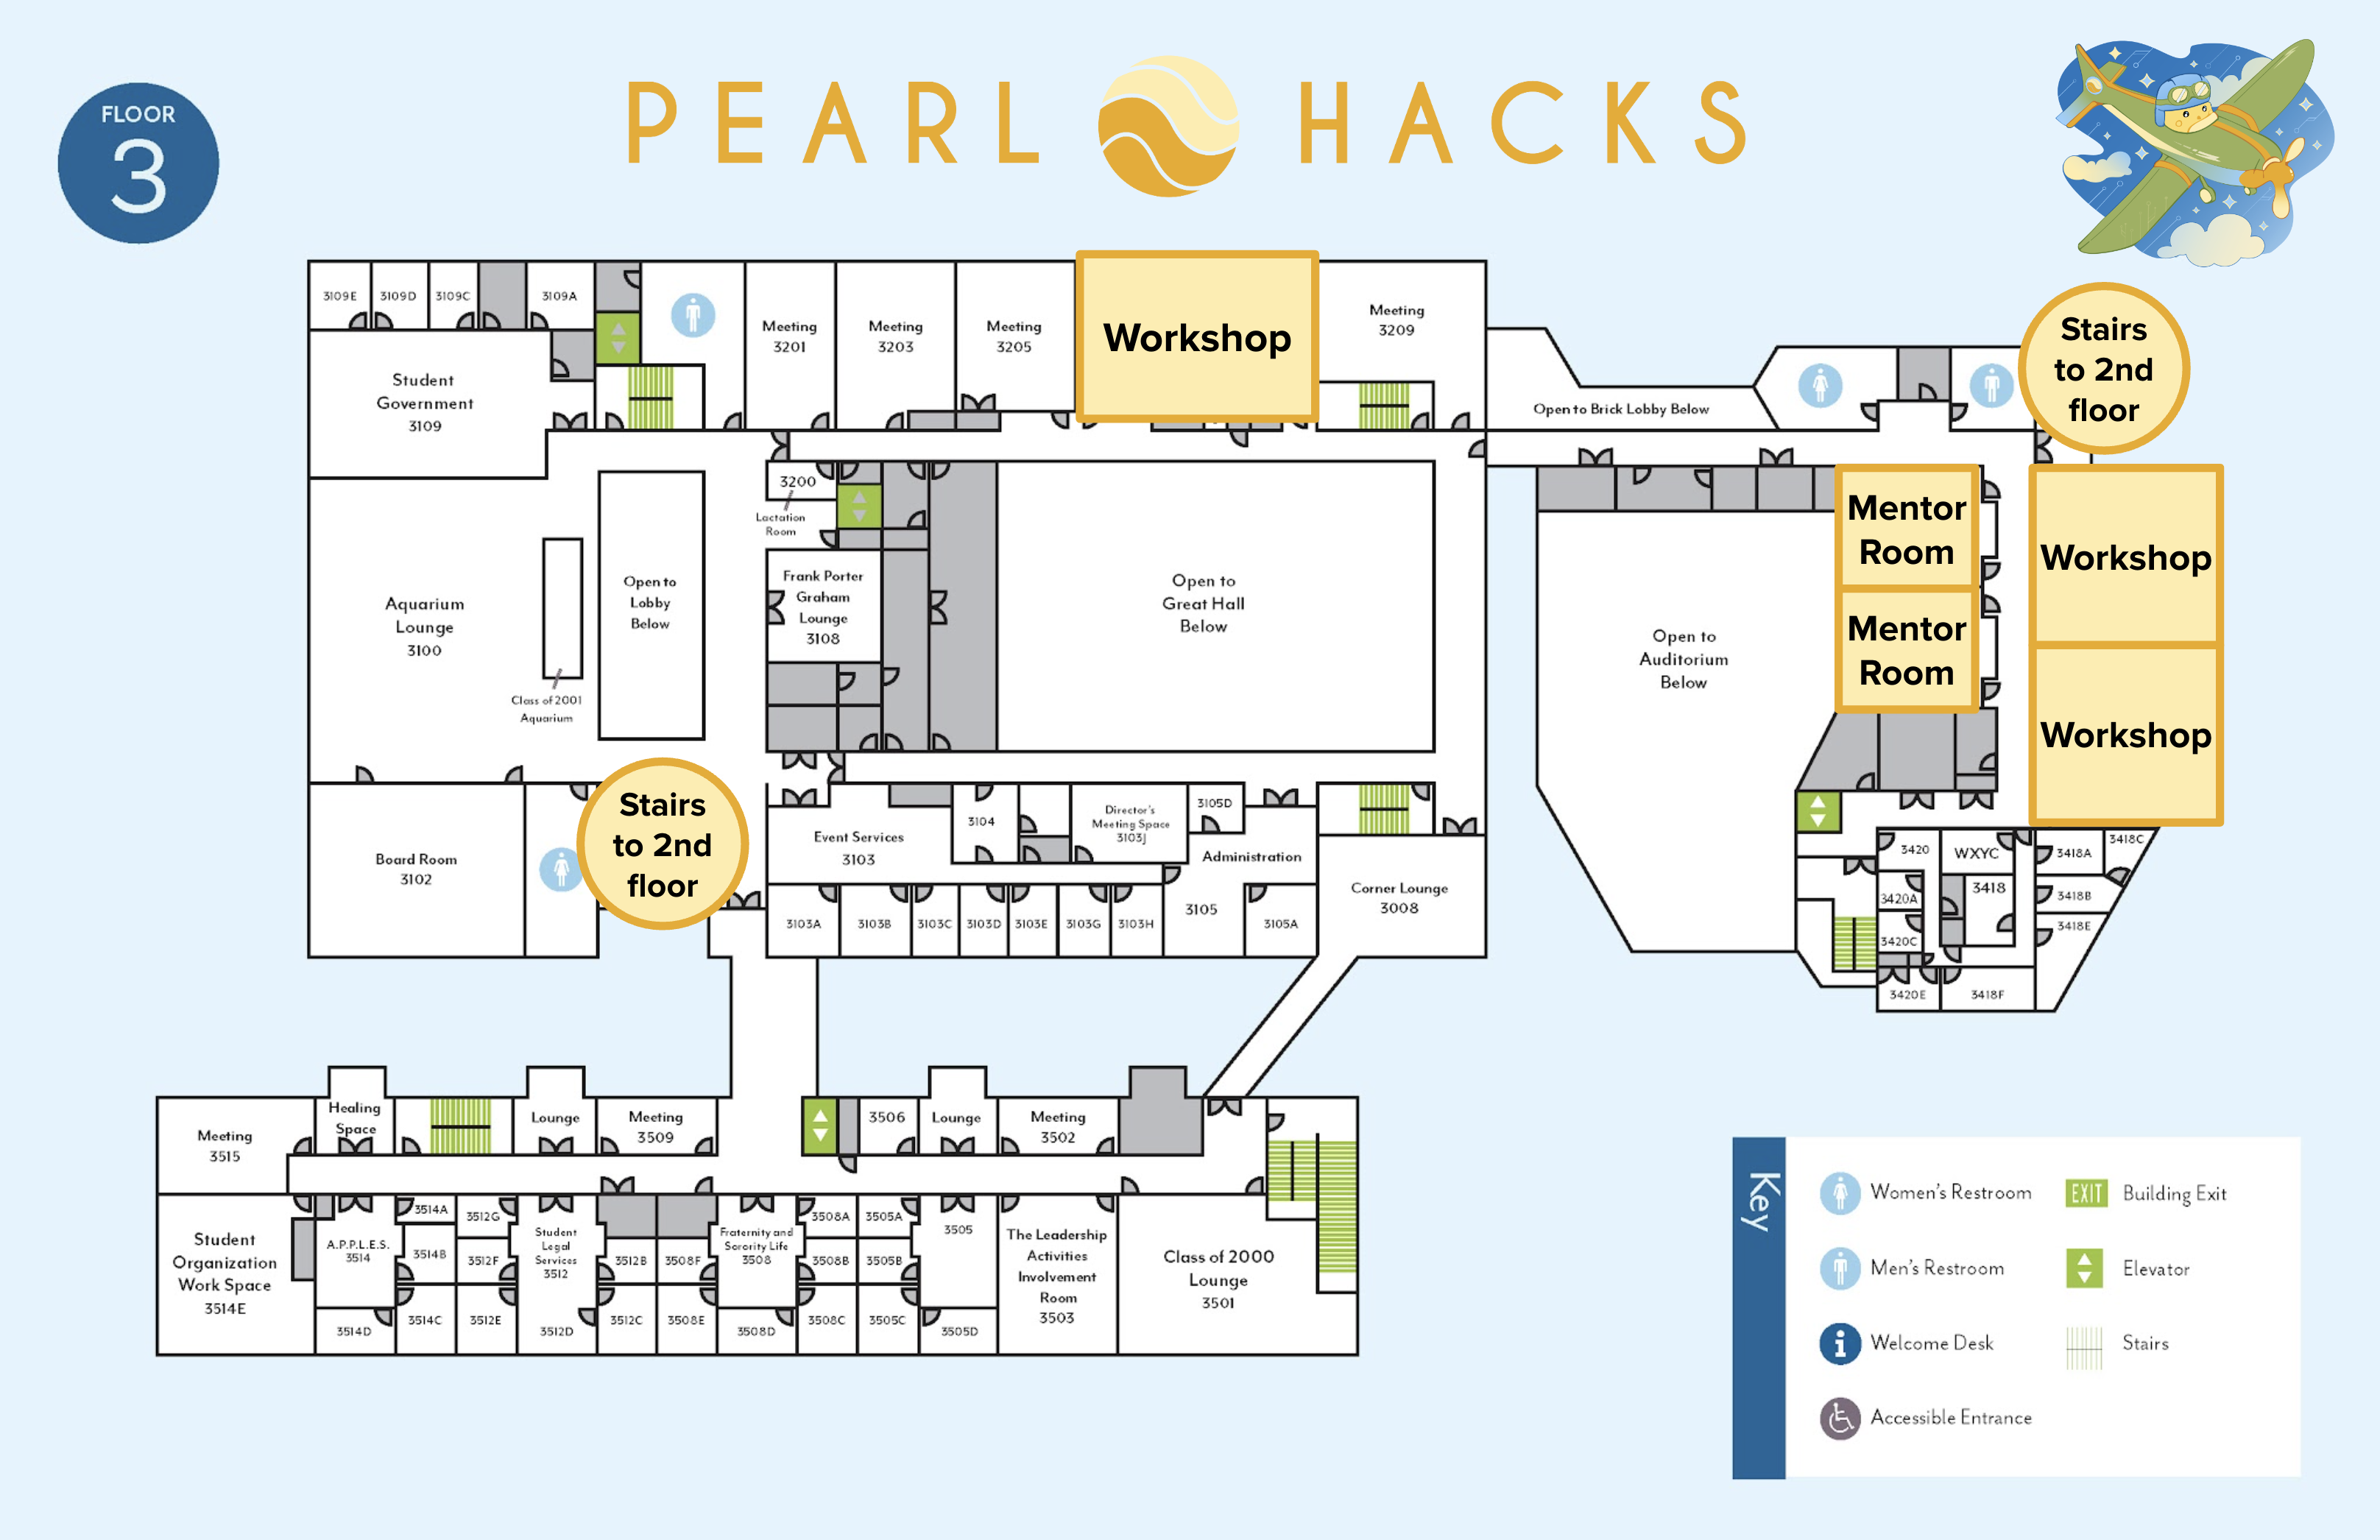 FLOOR
3
PEARL HACKS
3109E
3109D
3109C
3109A
Student
Government
3109
Meeting
3201
Meeting
3203
Meeting
3205
Workshop
Meeting
3209
Open to Brick Lobby Below
Stairs
to 2nd
floor
3200
Lactation
Room
Aquarium
Lounge
3100
Class of 2001
Aquarium
Open to
Lobby
Below
Frank Porter
Graham
Lounge
3108
Open to
Great Hall
Below
Open to
Auditorium
Below
Mentor
Room
Mentor
Room
Workshop
Workshop
Board Room
3102
Stairs
to 2nd
floor
Event Services
3103
3104
Director's
Meeting Space
3103J
3105D
Administration
3105
3103A
3103B
3103C
3103D
3103E
3103G
3103H
3105A
Corner Lounge
3008
3420
WXYC
3418
3418A
3418C
3420A
3418B
3420C
3418E
3420E
3418F
Meeting
3515
Healing
Space
Lounge
Meeting
3509
3506
Lounge
Meeting
3502
Student
Organization
Work Space
3514E
A.P.P.L.E.S.
3514
3514A
3514B
3514C
3514D
3512G
3512F
3512E
Student
Legal
Services
3512
3512D
3512B
3512C
3508F
3508E
Fraternity and
Sorority Life
3508
3508D
3508A
3508B
3508C
3505A
3505B
3505C
3505
3505D
The Leadership
Activities
Involvement
Room
3503
Class of 2000
Lounge
3501
Key
Women's Restroom
Men's Restroom
Welcome Desk
Accessible Entrance
EXIT Building Exit
Elevator
Stairs